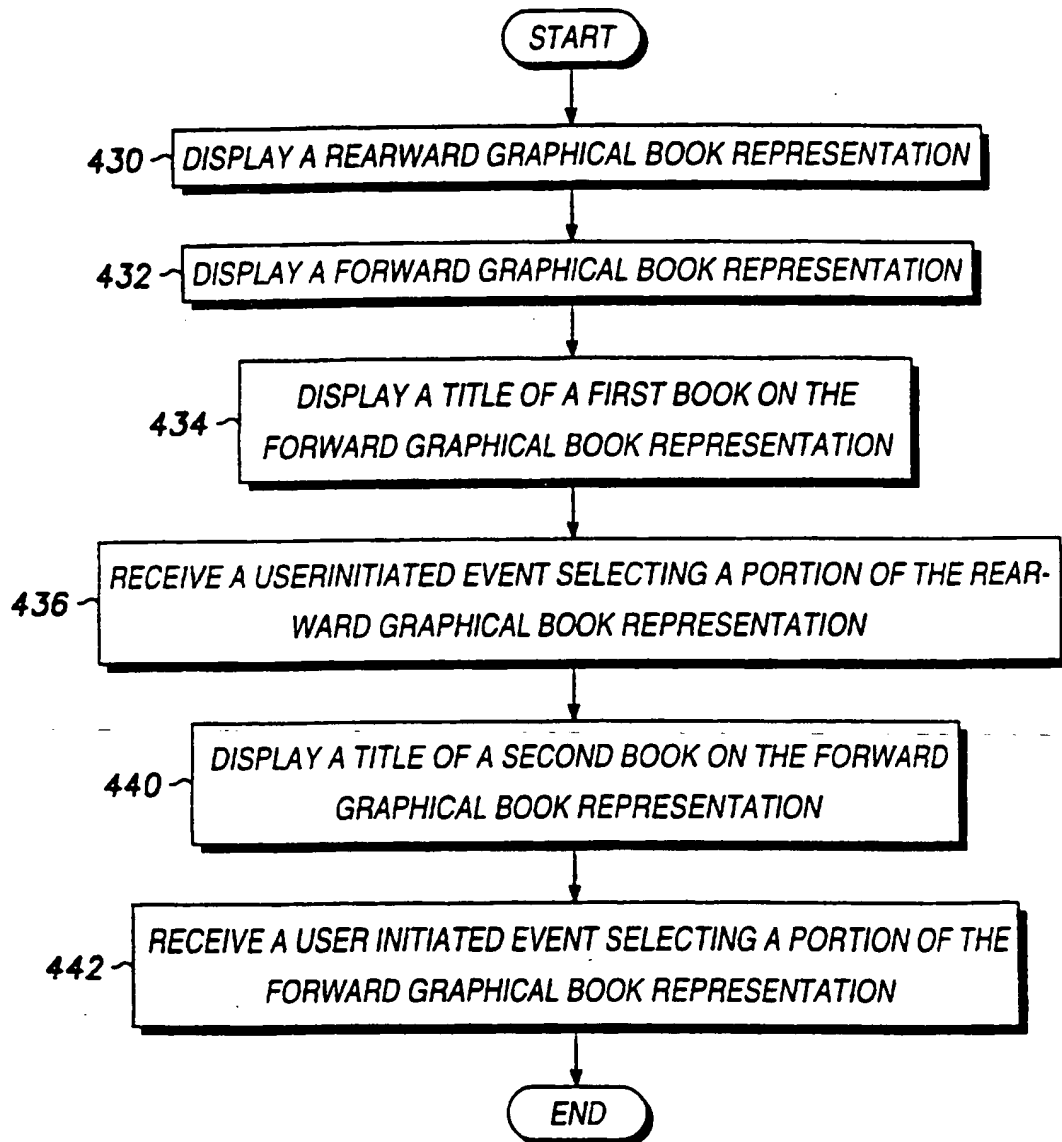 START
430 DISPLAY A REARWARD GRAPHICAL BOOK REPRESENTATION
432 DISPLAY A FORWARD GRAPHICAL BOOK REPRESENTATION
DISPLAY A TITLE OF A FIRST BOOK ON THE
434
FORWARD GRAPHICAL BOOK REPRESENTATION
RECEIVE A USERINITIATED EVENT SELECTING A PORTION OF THE REAR-
436
WARD GRAPHICAL BOOK REPRESENTATION
DISPLAY A TITLE OF A SECOND BOOK ON THE FORWARD
440
GRAPHICAL BOOK REPRESENTATION
RECEIVE A USER INITIATED EVENT SELECTING A PORTION OF THE
442
FORWARD GRAPHICAL BOOK REPRESENTATION
END